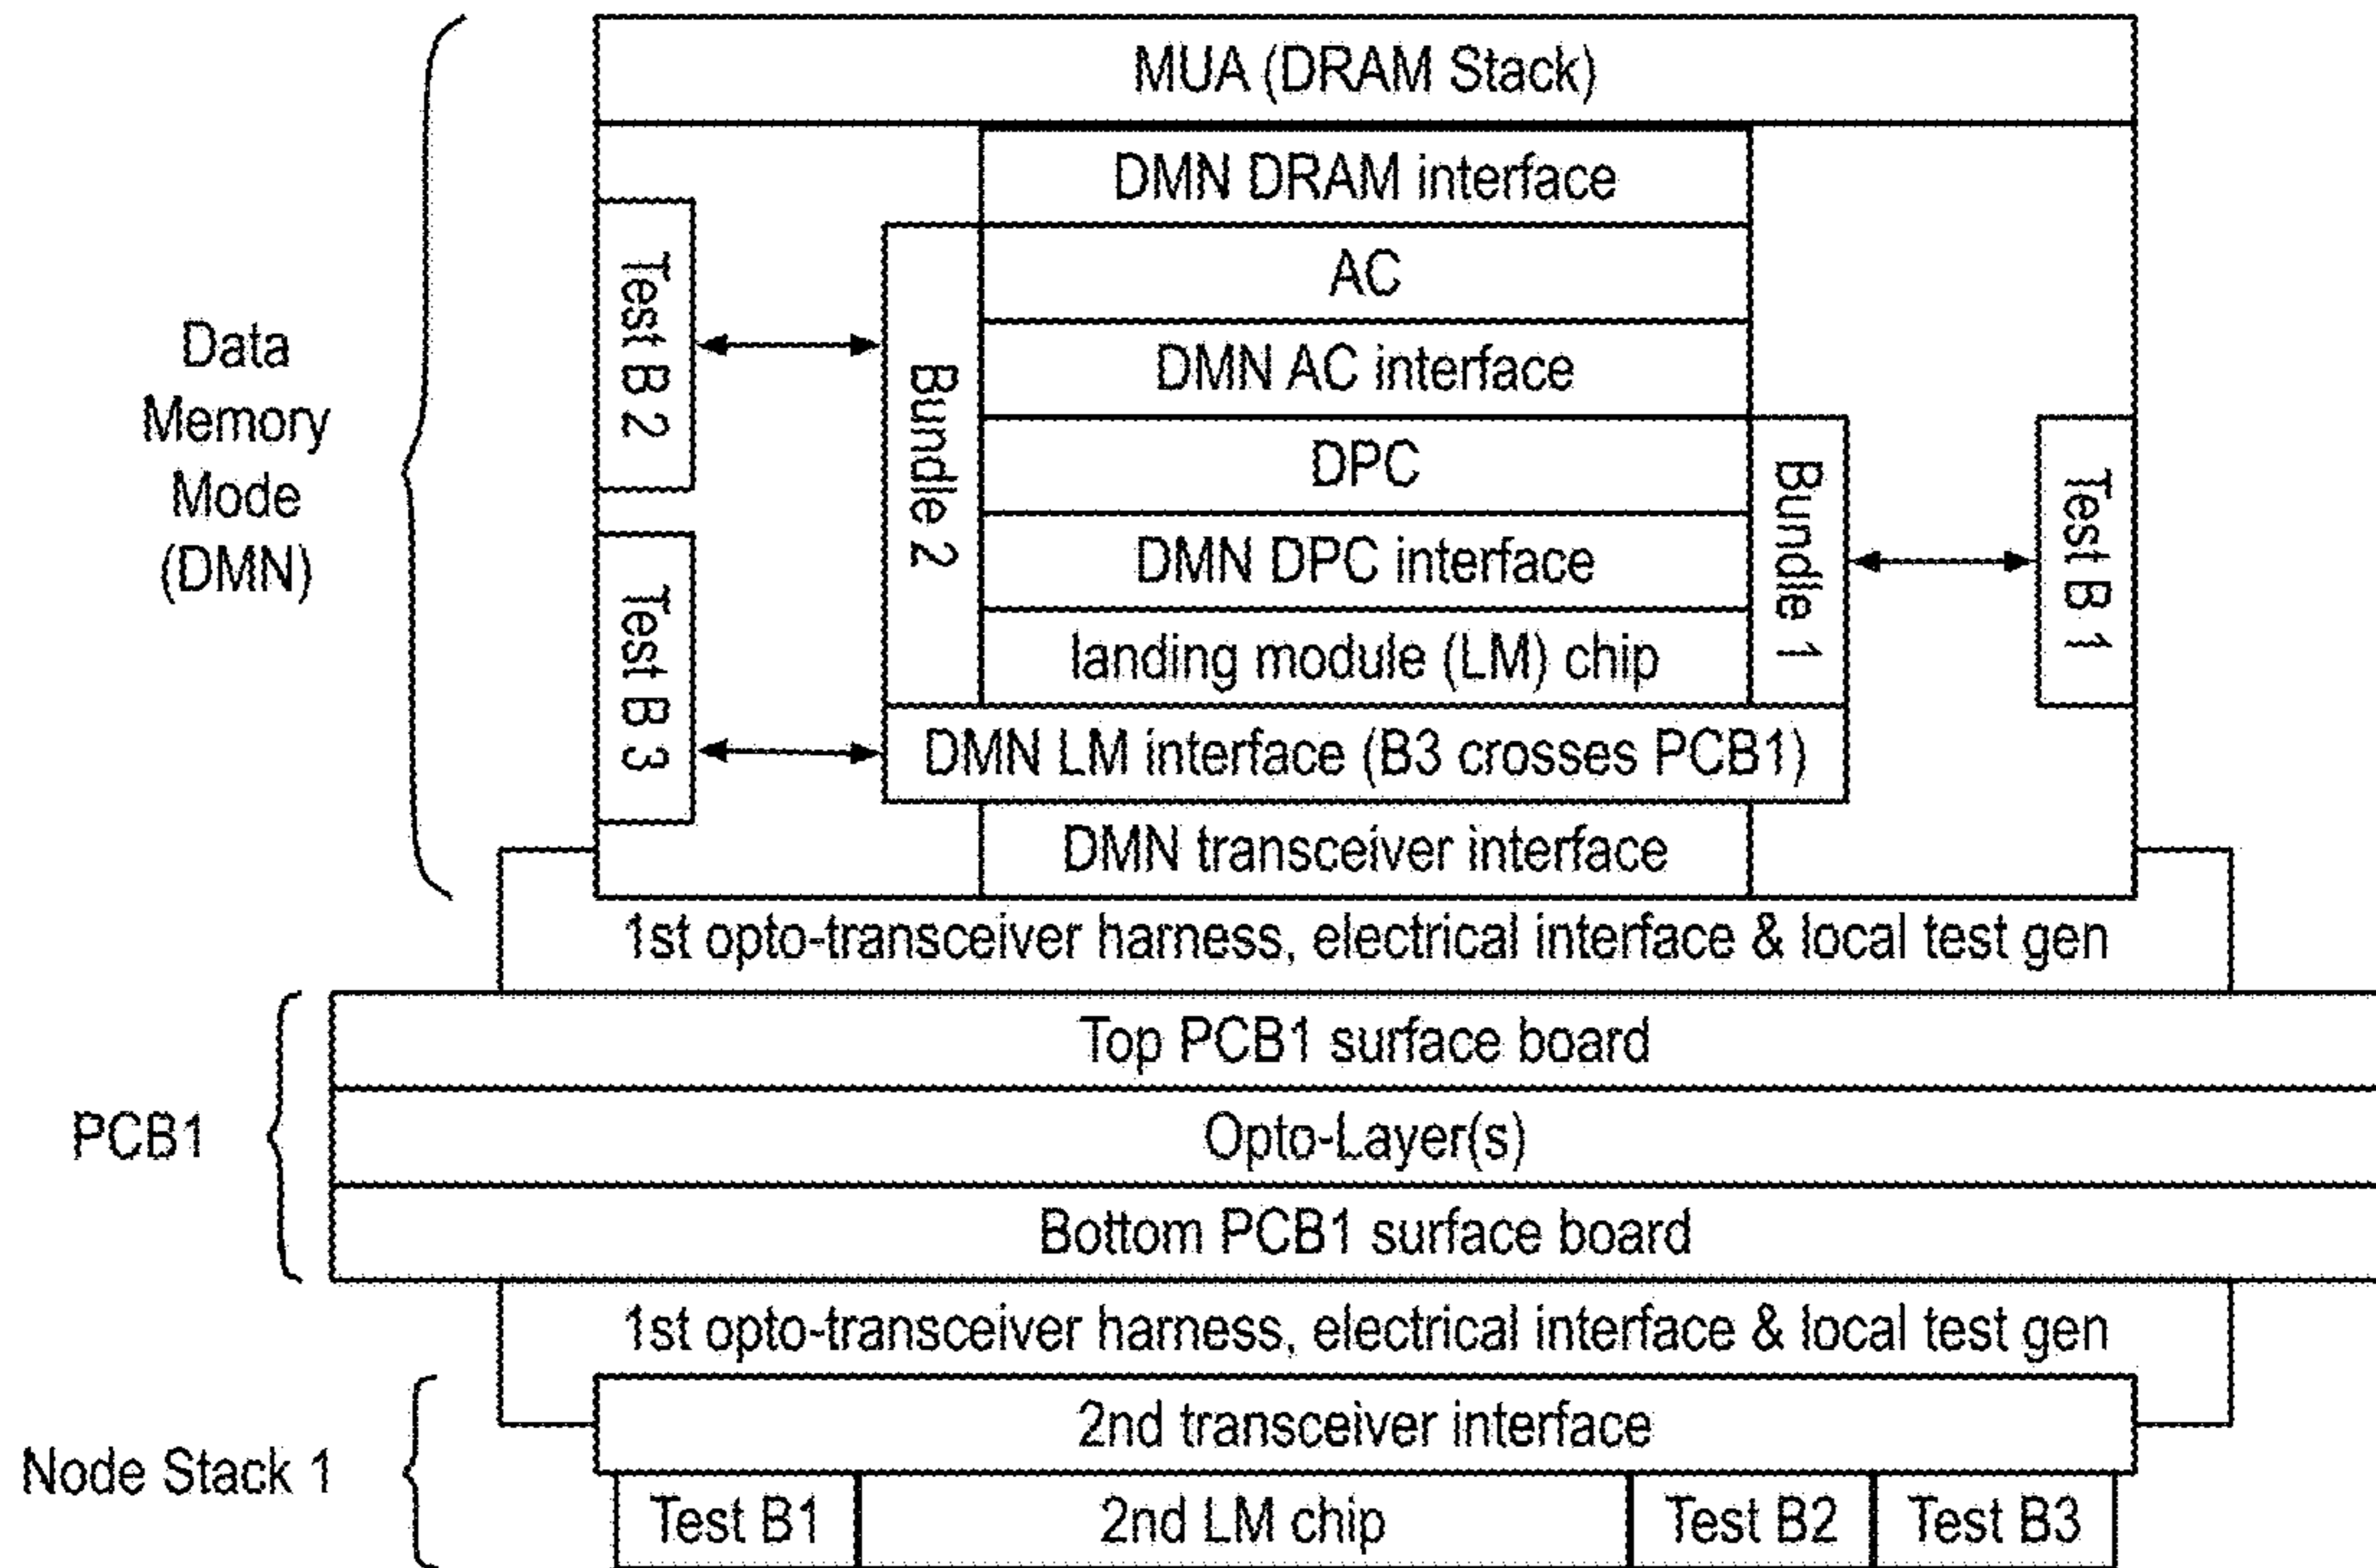 MUA (DRAM Stack)
DMN DRAM interface
AC
DMN AC interface
DPC
DMN DPC interface
landing module (LM) chip
DMN LM interface (B3 crosses PCB1)
DMN transceiver interface
Test B 2
Test B 3
Bundle 2
Bundle 1
Test B 1
Data
Memory
Mode
(DMN)
1st opto-transceiver harness, electrical interface & local test gen
PCB1
Top PCB1 surface board
Opto-Layer(s)
Bottom PCB1 surface board
1st opto-transceiver harness, electrical interface & local test gen
Node Stack 1
2nd transceiver interface
Test B1
2nd LM chip
Test B2
Test B3